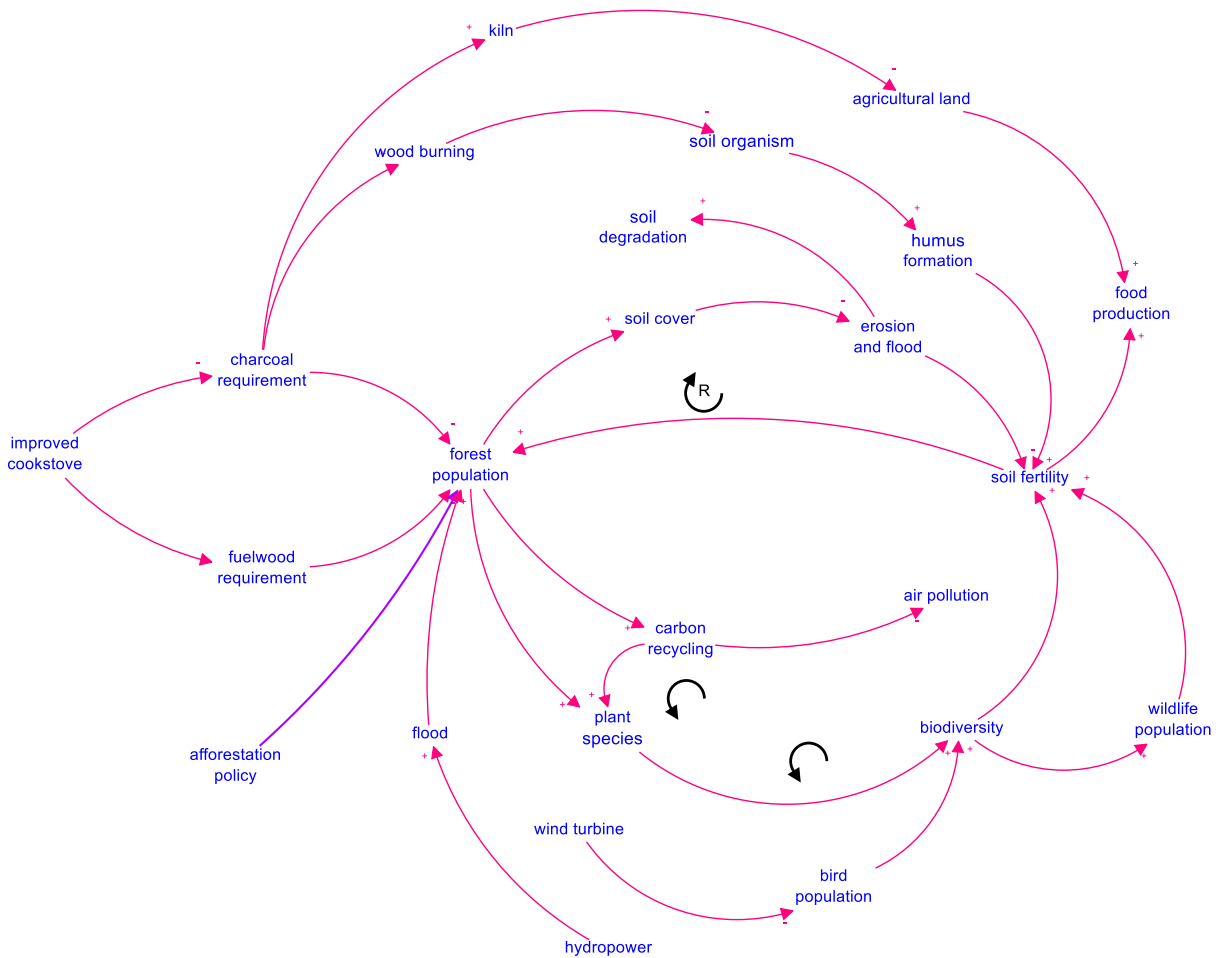 kiln
agricultural land
wood burning
soil organism
soil
degradation
humus
formation
food
production
soil cover
erosion
and flood
charcoal
requirement
R
improved
cookstove
forest
population
soil fertility
fuelwood
requirement
air pollution
carbon
recycling
plant
species
biodiversity
wildlife
population
flood
afforestation
policy
wind turbine
bird
population
hydropower